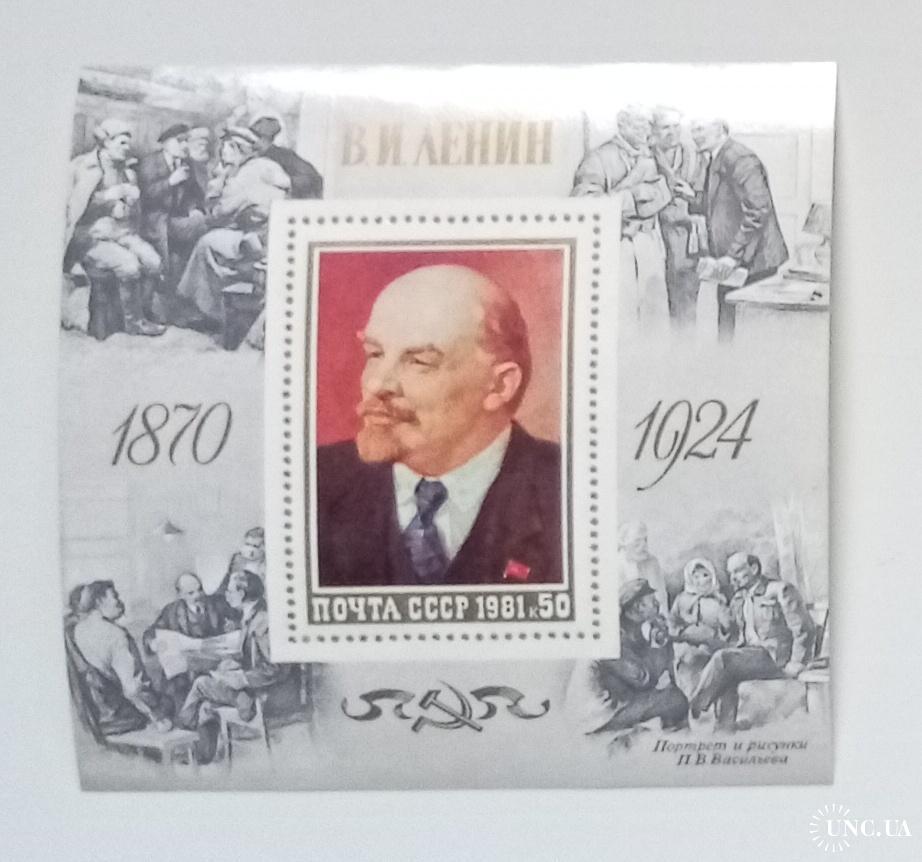 В.И.ЛЕНИН
1870
1924
ПОЧТА СССР 1981 к50
Портрет и рисунки
П.В.Васильева
UNC.UA